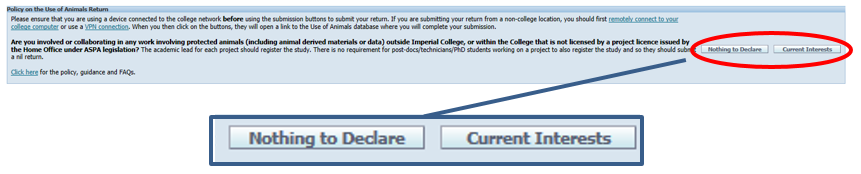 Policy on the Use of Animals Return
Please ensure that you are using a device connected to the college network before using the submission buttons to submit your return. If you are submitting your return from a non-college location, you should first remotely connect to your
college computer or use a VPN connection. When you then click on the buttons, they will open a link to the Use of Animals database where you will complete your submission.
Are you involved or collaborating in any work involving protected animals (including animal derived materials or data) outside Imperial College, or within the College that is not licensed by a project licence issued by
the Home Office under ASPA legislation? The academic lead for each project should register the study. There is no requirement for post-docs/technicians/PhD students working on a project to also register the study and so they should
a nil return.
Nothing to Declare Current Interests
Click here for the policy, guidance and FAQs.
Nothing to Declare Current Interests